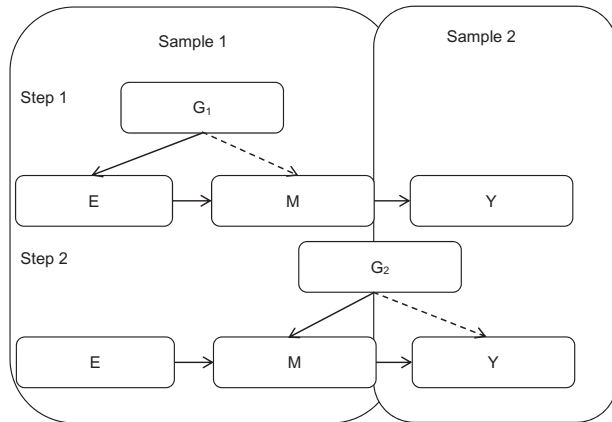 Sample 1
Sample 2
Step 1
G₁
E
M
Y
Step 2
G₂
E
M
Y